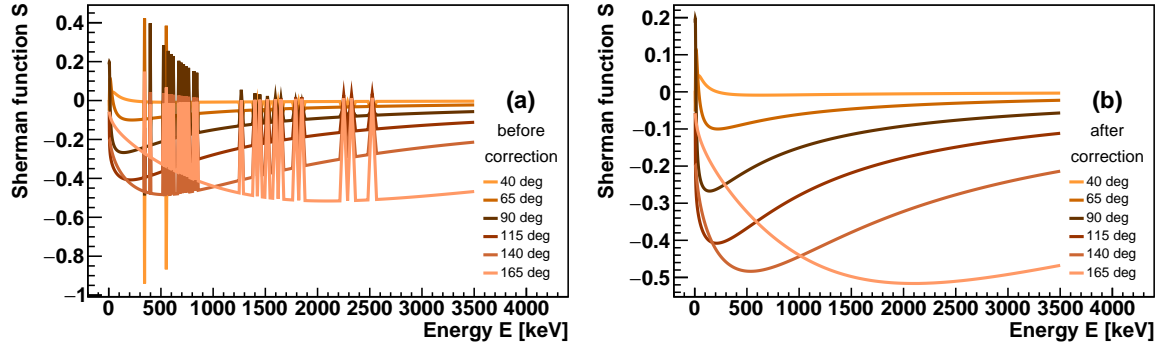 Sherman function S
0.4
0.2
0
−0.2
−0.4
−0.6
−0.8
−1
0 500 1000 1500 2000 2500 3000 3500 4000
Energy E [keV]
(a)
before
correction
40 deg
65 deg
90 deg
115 deg
140 deg
165 deg
Sherman function S
0.2
0.1
0
−0.1
−0.2
−0.3
−0.4
−0.5
0 500 1000 1500 2000 2500 3000 3500 4000
Energy E [keV]
(b)
after
correction
40 deg
65 deg
90 deg
115 deg
140 deg
165 deg